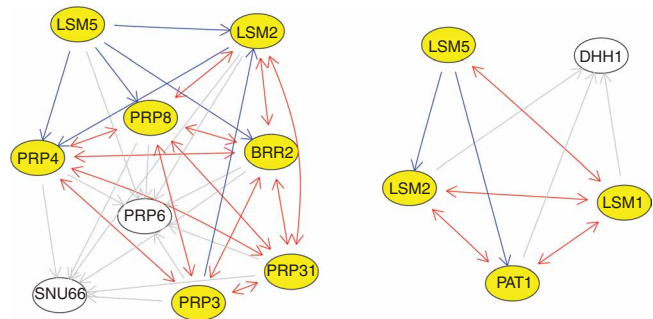 LSM5
LSM2
PRP8
PRP4
BRR2
PRP6
PRP31
SNU66
PRP3
LSM5
DHH1
LSM2
LSM1
PAT1